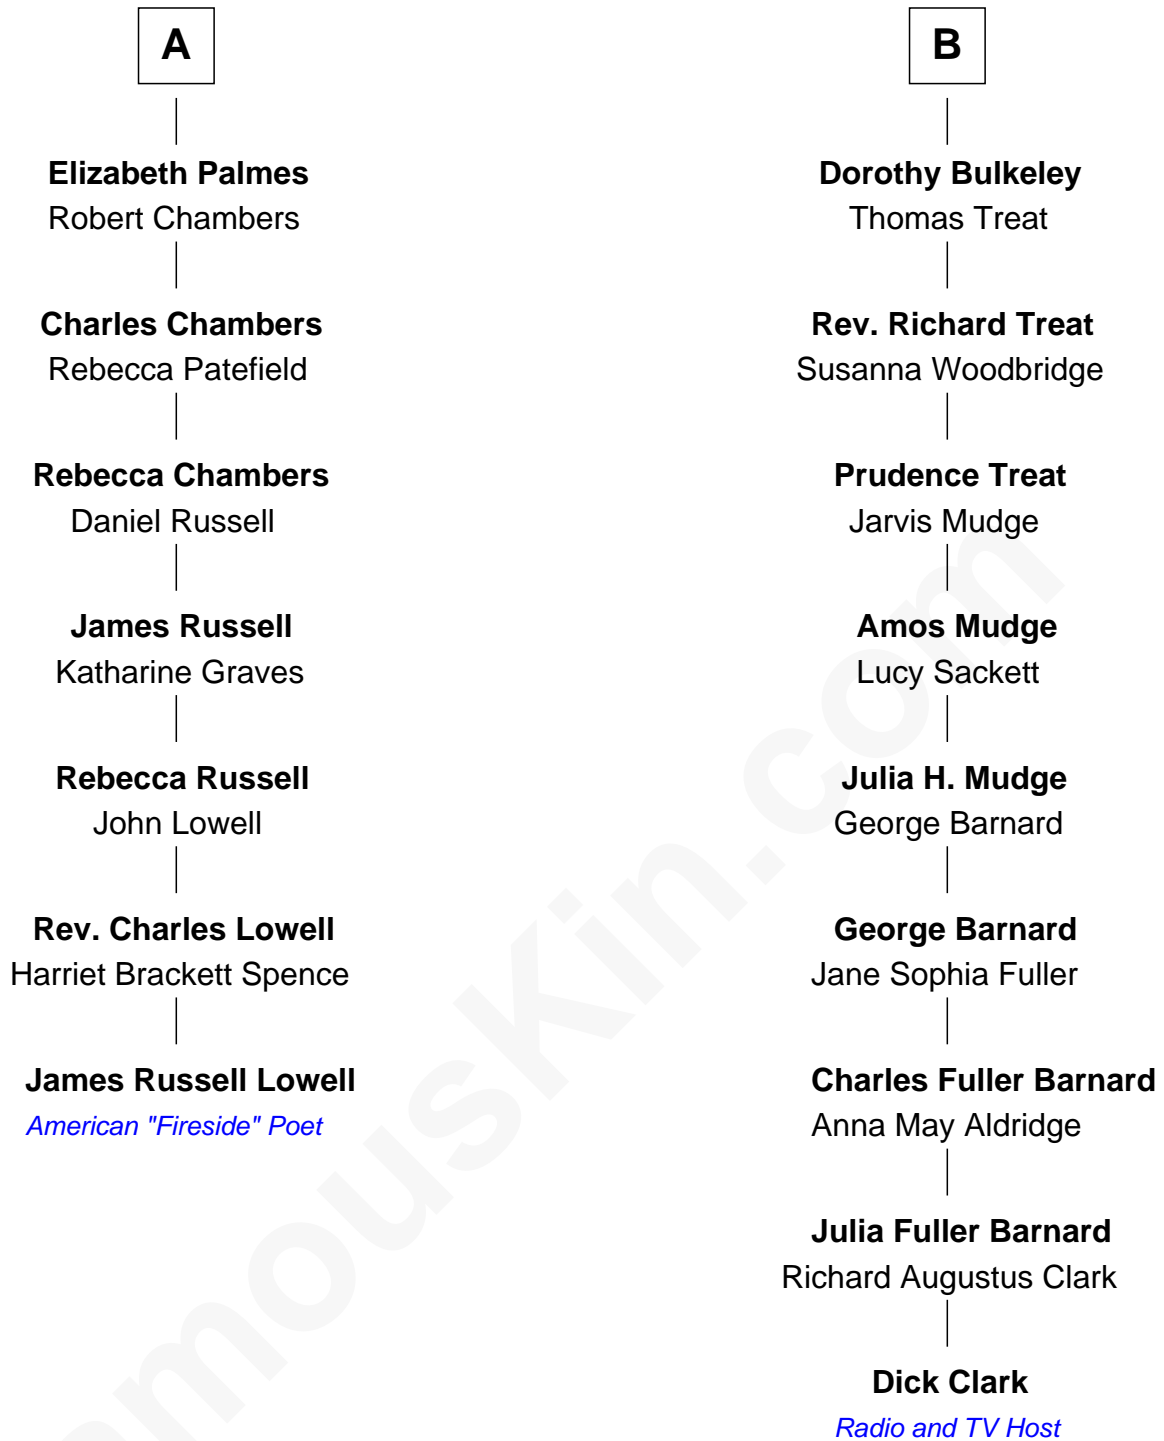 A
Elizabeth Palmes
Robert Chambers
Charles Chambers
Rebecca Patefield
Rebecca Chambers
Daniel Russell
James Russell
Katharine Graves
Rebecca Russell
John Lowell
Rev. Charles Lowell
Harriet Brackett Spence
James Russell Lowell
American "Fireside" Poet
B
Dorothy Bulkeley
Thomas Treat
Rev. Richard Treat
Susanna Woodbridge
Prudence Treat
Jarvis Mudge
Amos Mudge
Lucy Sackett
Julia H. Mudge
George Barnard
George Barnard
Jane Sophia Fuller
Charles Fuller Barnard
Anna May Aldridge
Julia Fuller Barnard
Richard Augustus Clark
Dick Clark
Radio and TV Host
amouskin.com